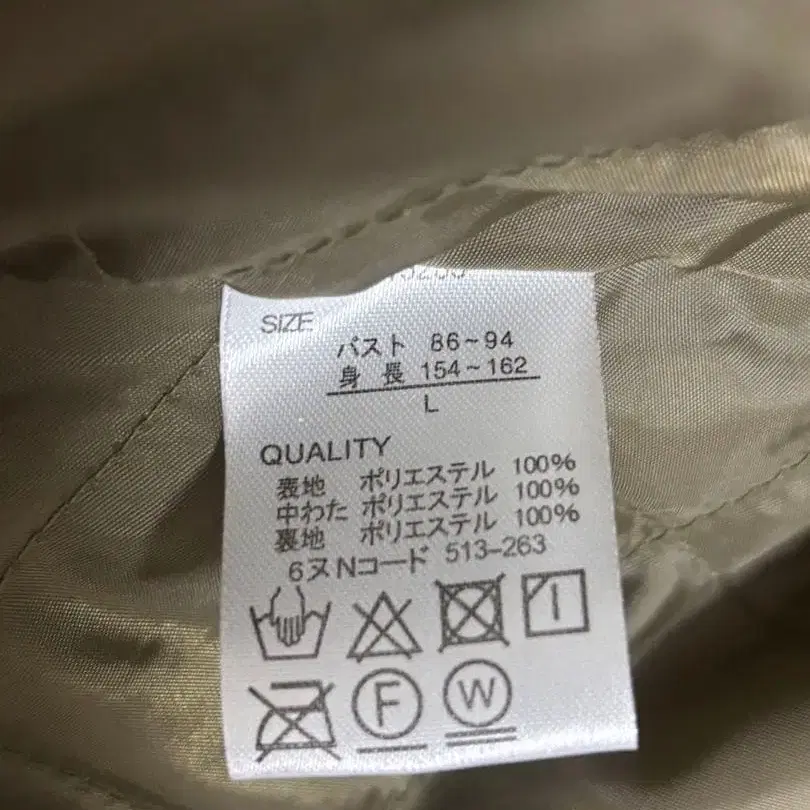 SIZE
バスト 86~94
身 長 154~162
L
QUALITY
表地 ポリエステル 100%
中わた ポリエステル 100%
裏地 ポリエステル 100%
6ヌNコード 513-263
F
W